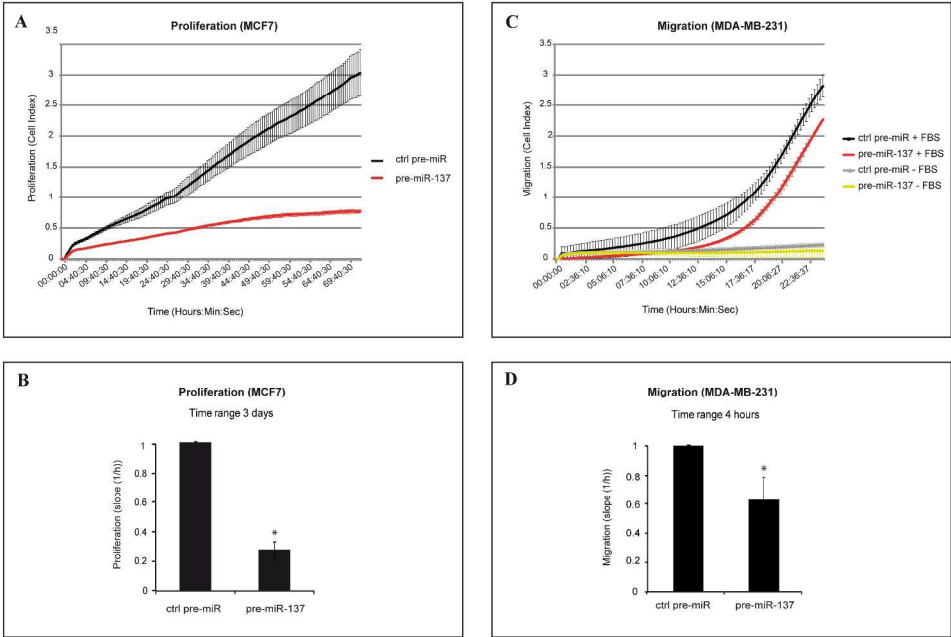 A
Proliferation (MCF7)
3.5
3
2.5
2
1.5
1
0.5
0
Proliferation (Cell Index)
00:00:00
04:40:30
09:40:30
14:40:30
19:40:30
24:40:30
29:40:30
34:40:30
39:40:30
44:40:30
49:40:30
54:40:30
59:40:30
64:40:30
69:40:30
Time (Hours:Min:Sec)
ctrl pre-miR
pre-miR-137
C
Migration (MDA-MB-231)
3.5
3
2.5
2
1.5
1
0.5
0
Migration (Cell Index)
00:00:00
02:36:10
05:06:10
07:36:10
10:06:10
12:36:10
15:06:10
17:36:17
20:06:27
22:36:37
Time (Hours:Min:Sec)
ctrl pre-miR + FBS
pre-miR-137 + FBS
ctrl pre-miR - FBS
pre-miR-137 - FBS
B
Proliferation (MCF7)
Time range 3 days
1
0.8
0.6
0.4
0.2
0
Proliferation (slope (1/h))
*
ctrl pre-miR
pre-miR-137
D
Migration (MDA-MB-231)
Time range 4 hours
1
0.8
0.6
0.4
0.2
0
Migration (slope (1/h))
*
ctrl pre-miR
pre-miR-137